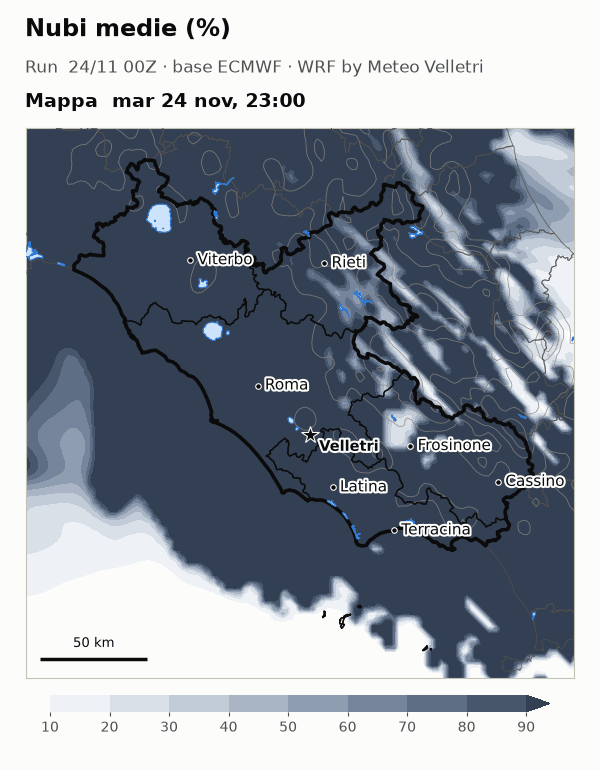 Nubi medie (%)
Run  24/11 00Z · base ECMWF · WRF by Meteo Velletri
Mappa  mar 24 nov, 23:00
Viterbo
Rieti
Roma
Velletri
Frosinone
Cassino
Latina
Terracina
50 km
10 20 30 40 50 60 70 80 90